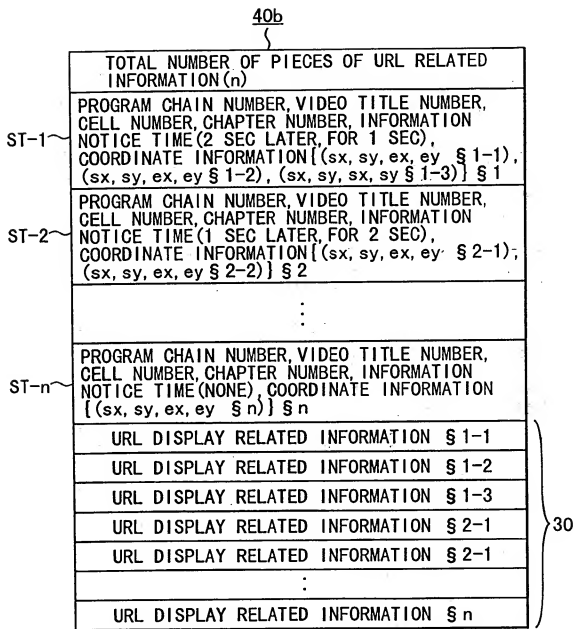 40b
TOTAL NUMBER OF PIECES OF URL RELATED
INFORMATION(n)
ST-1
PROGRAM CHAIN NUMBER, VIDEO TITLE NUMBER,
CELL NUMBER, CHAPTER NUMBER, INFORMATION
NOTICE TIME(2 SEC LATER, FOR 1 SEC),
COORDINATE INFORMATION{(sx, sy, ex, ey § 1-1),
(sx, sy, ex, ey § 1-2), (sx, sy, sx, sy § 1-3)} § 1
ST-2
PROGRAM CHAIN NUMBER, VIDEO TITLE NUMBER,
CELL NUMBER, CHAPTER NUMBER, INFORMATION
NOTICE TIME(1 SEC LATER, FOR 2 SEC),
COORDINATE INFORMATION{(sx, sy, ex, ey § 2-1),
(sx, sy, ex, ey § 2-2)} § 2
ST-n
PROGRAM CHAIN NUMBER, VIDEO TITLE NUMBER,
CELL NUMBER, CHAPTER NUMBER, INFORMATION
NOTICE TIME(NONE), COORDINATE INFORMATION
{(sx, sy, ex, ey § n)} § n
URL DISPLAY RELATED INFORMATION § 1-1
URL DISPLAY RELATED INFORMATION § 1-2
URL DISPLAY RELATED INFORMATION § 1-3
URL DISPLAY RELATED INFORMATION § 2-1
URL DISPLAY RELATED INFORMATION § 2-1
URL DISPLAY RELATED INFORMATION § n
30